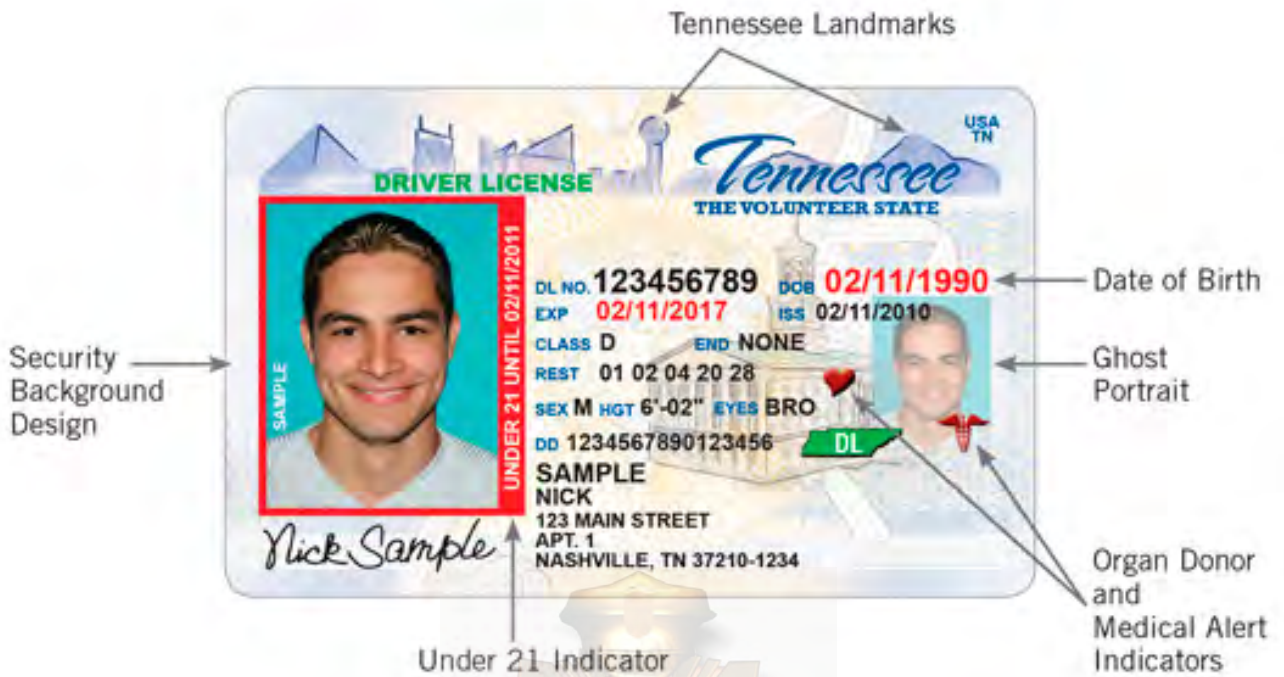 Tennessee Landmarks
USA
TN
DRIVER LICENSE
Tennessee
THE VOLUNTEER STATE
SAMPLE
UNDER 21 UNTIL 02/11/2011
DL NO. 123456789 DOB 02/11/1990
EXP 02/11/2017 ISS 02/11/2010
CLASS D END NONE
REST 01 02 04 20 28
SEX M HGT 6'-02" EYES BRO
DD 1234567890123456
DL
SAMPLE
NICK
123 MAIN STREET
APT. 1
NASHVILLE, TN 37210-1234
Nick Sample
Date of Birth
Ghost
Portrait
Security
Background
Design
Organ Donor
and
Medical Alert
Indicators
Under 21 Indicator